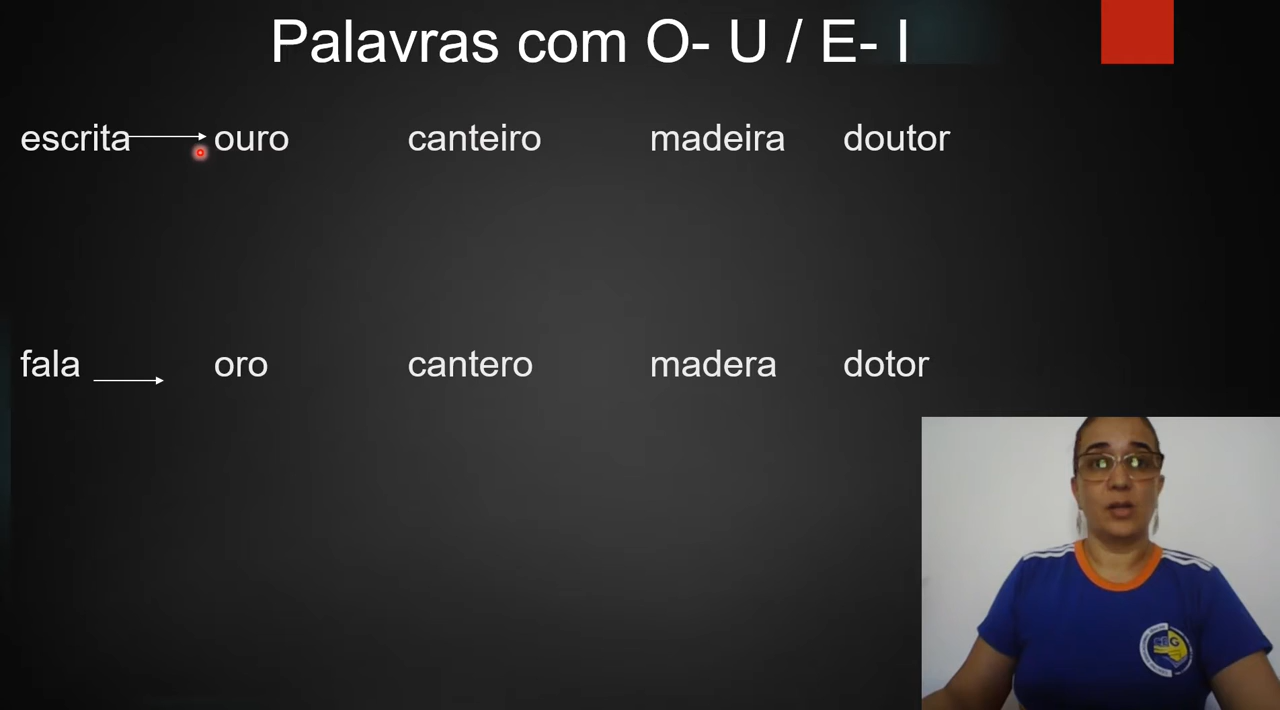 Palavras com O- U / E- I
escrita ouro canteiro madeira doutor
fala oro cantero madera dotor